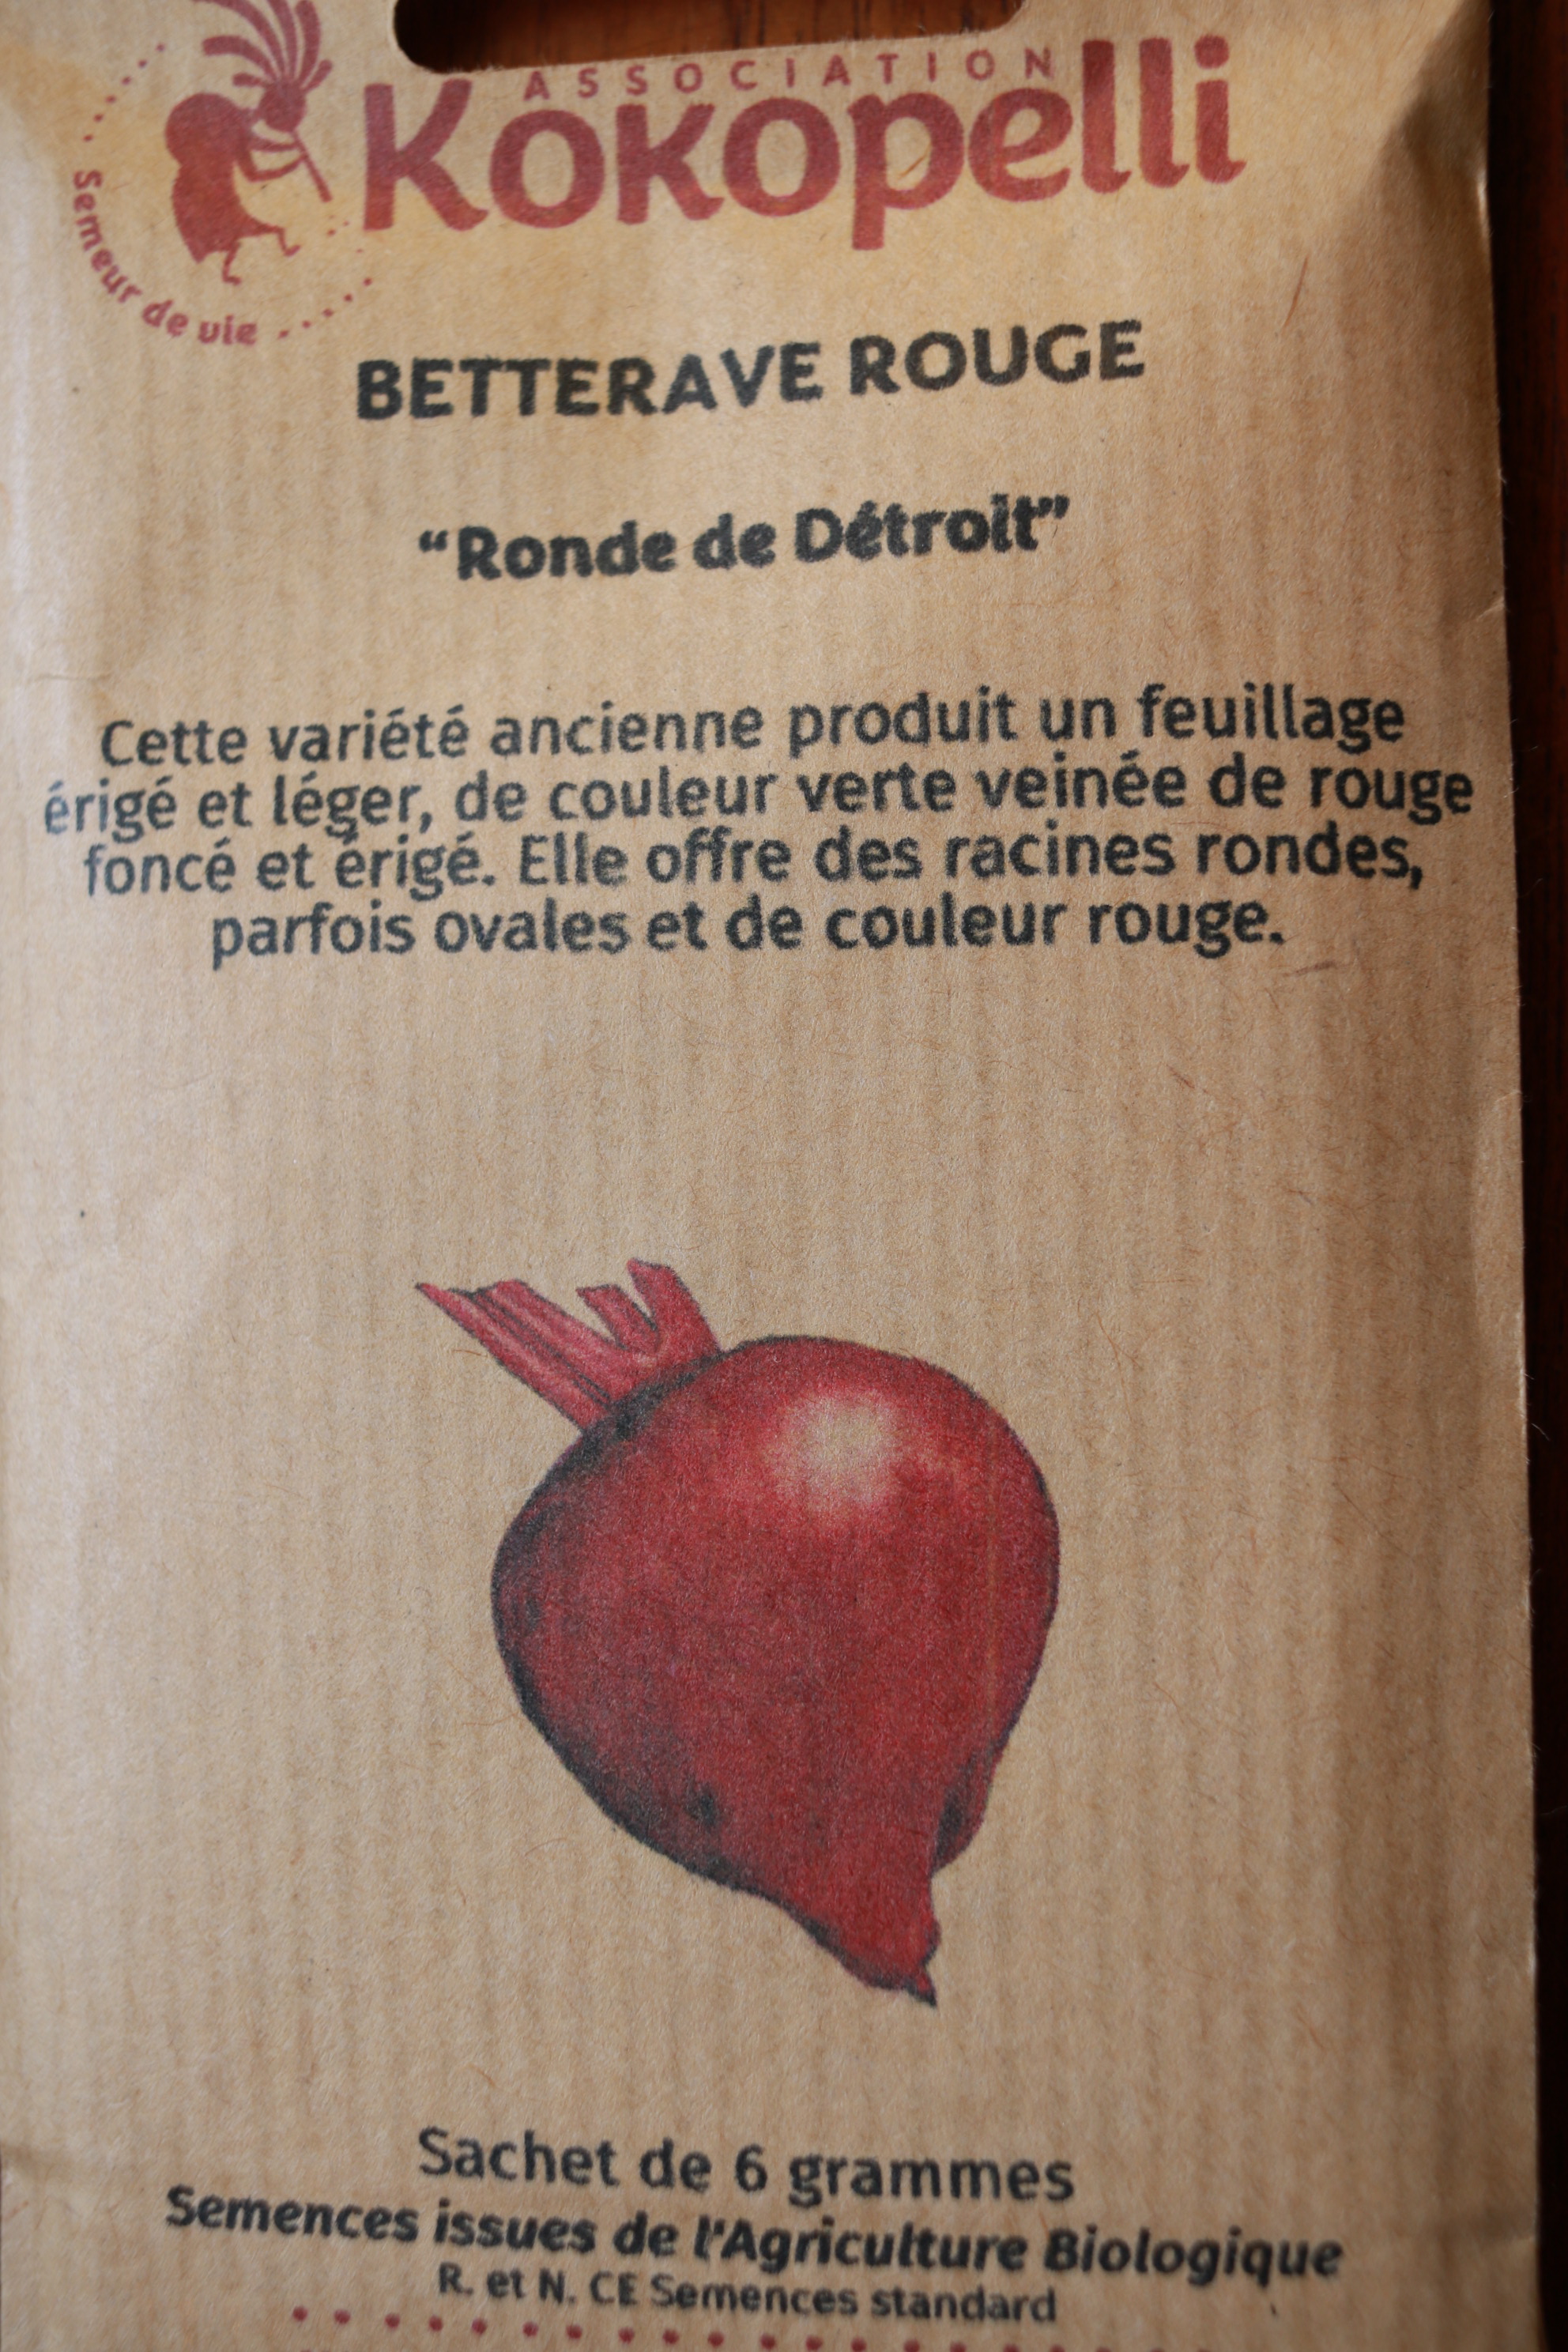 ASSOCIATION
Kokopelli
Semeur de vie
BETTERAVE ROUGE
“Ronde de Détroit”
Cette variété ancienne produit un feuillage
érigé et léger, de couleur verte veinée de rouge
foncé et érigé. Elle offre des racines rondes,
parfois ovales et de couleur rouge.
Sachet de 6 grammes
Semences issues de l'Agriculture Biologique
R. et N. CE Semences standard